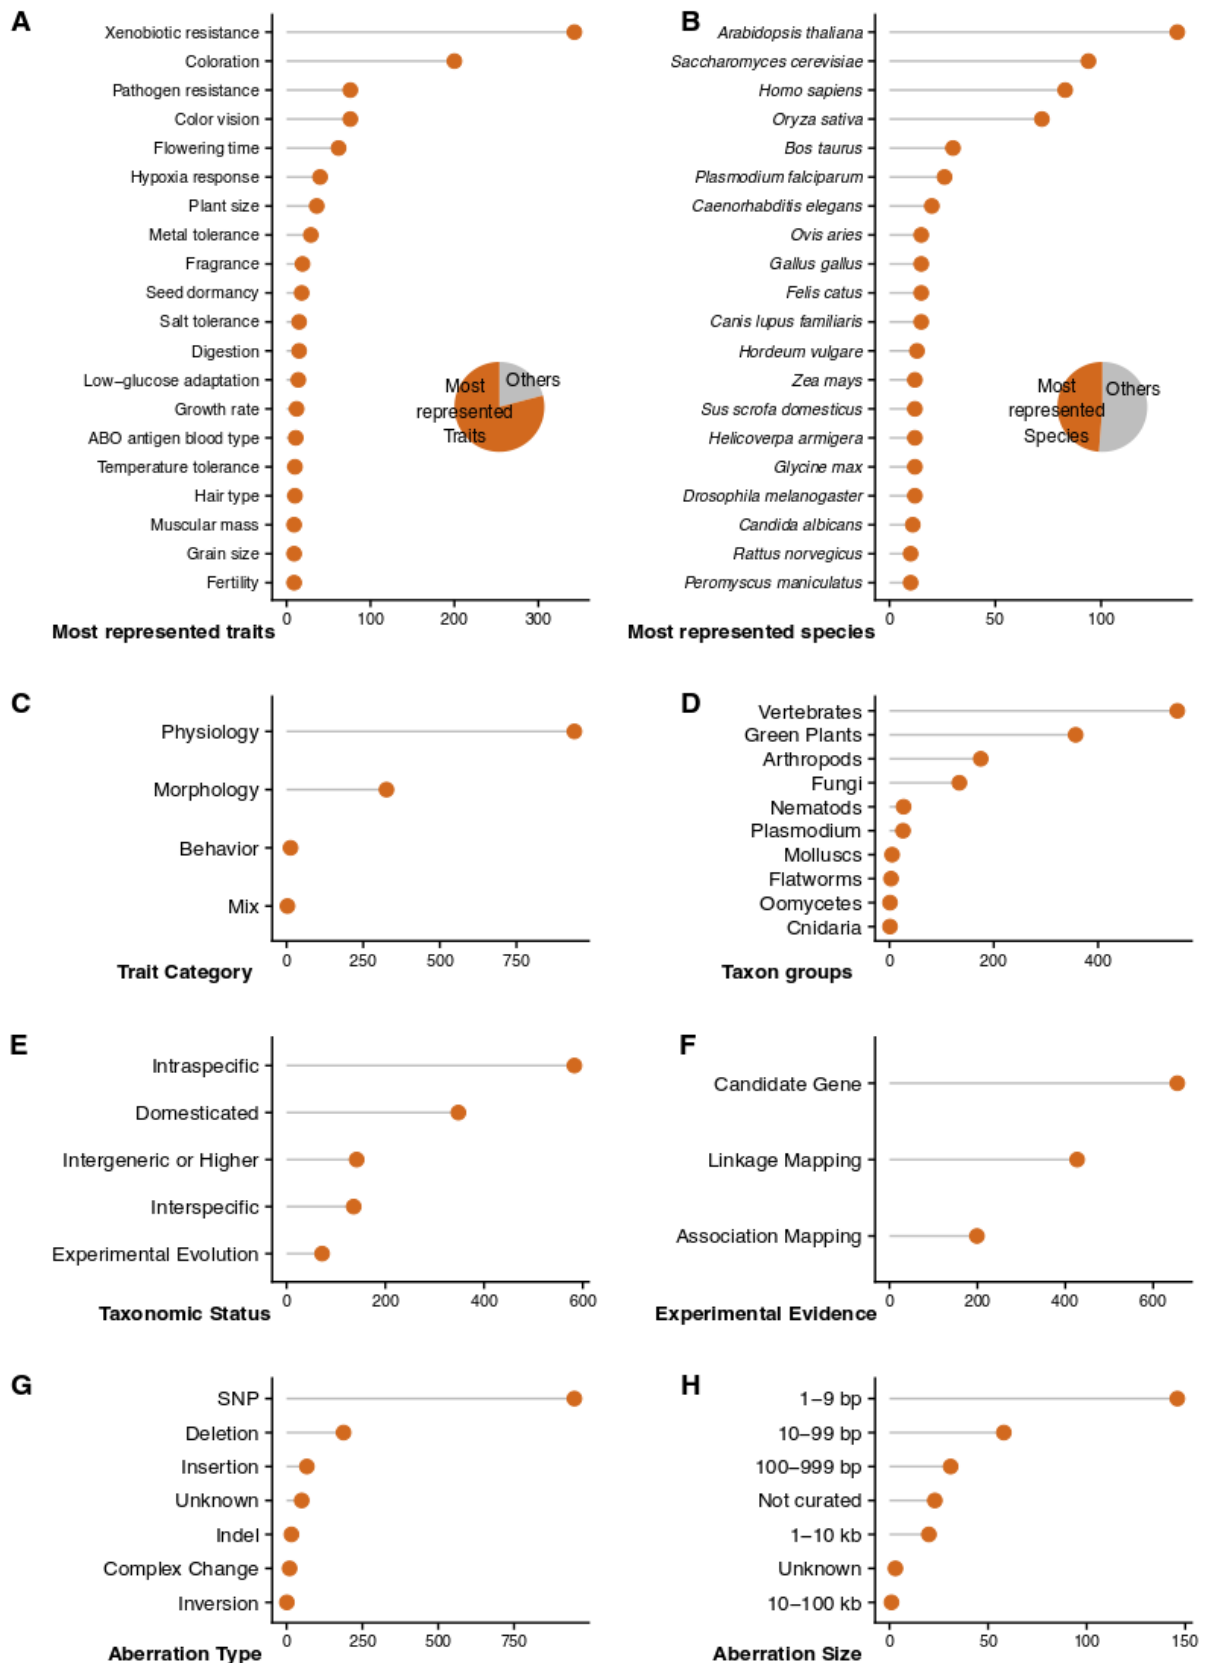 A
Xenobiotic resistance
Coloration
Pathogen resistance
Color vision
Flowering time
Hypoxia response
Plant size
Metal tolerance
Fragrance
Seed dormancy
Salt tolerance
Digestion
Low–glucose adaptation
Growth rate
ABO antigen blood type
Temperature tolerance
Hair type
Muscular mass
Grain size
Fertility
Most
represented
Traits
Others
0 100 200 300
Most represented traits
B
Arabidopsis thaliana
Saccharomyces cerevisiae
Homo sapiens
Oryza sativa
Bos taurus
Plasmodium falciparum
Caenorhabditis elegans
Ovis aries
Gallus gallus
Felis catus
Canis lupus familiaris
Hordeum vulgare
Zea mays
Sus scrofa domesticus
Helicoverpa armigera
Glycine max
Drosophila melanogaster
Candida albicans
Rattus norvegicus
Peromyscus maniculatus
Most
represented
Species
Others
0 50 100
Most represented species
C
Physiology
Morphology
Behavior
Mix
0 250 500 750
Trait Category
D
Vertebrates
Green Plants
Arthropods
Fungi
Nematods
Plasmodium
Molluscs
Flatworms
Oomycetes
Cnidaria
0 200 400
Taxon groups
E
Intraspecific
Domesticated
Intergeneric or Higher
Interspecific
Experimental Evolution
0 200 400 600
Taxonomic Status
F
Candidate Gene
Linkage Mapping
Association Mapping
0 200 400 600
Experimental Evidence
G
SNP
Deletion
Insertion
Unknown
Indel
Complex Change
Inversion
0 250 500 750
Aberration Type
H
1–9 bp
10–99 bp
100–999 bp
Not curated
1–10 kb
Unknown
10–100 kb
0 50 100 150
Aberration Size